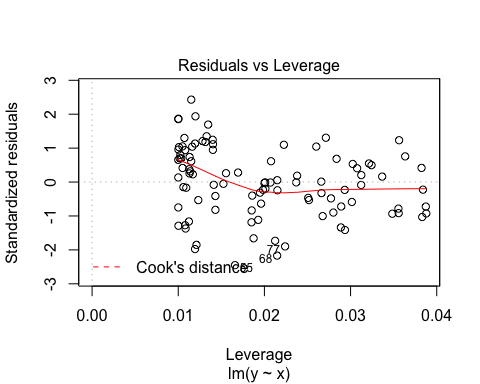 Residuals vs Leverage
Standardized residuals
3
2
1
0
-1
-2
-3
77
68
Cook's distance
85
0.00 0.01 0.02 0.03 0.04
Leverage
lm(y ~ x)